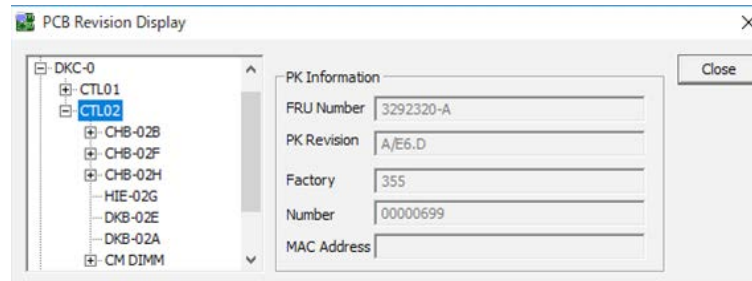 PCB Revision Display
DKC-0
CTL01
CTL02
CHB-02B
CHB-02F
CHB-02H
HIE-02G
DKB-02E
DKB-02A
CM DIMM
PK Information
FRU Number 3292320-A
PK Revision A/E6.D
Factory 355
Number 00000699
MAC Address
Close